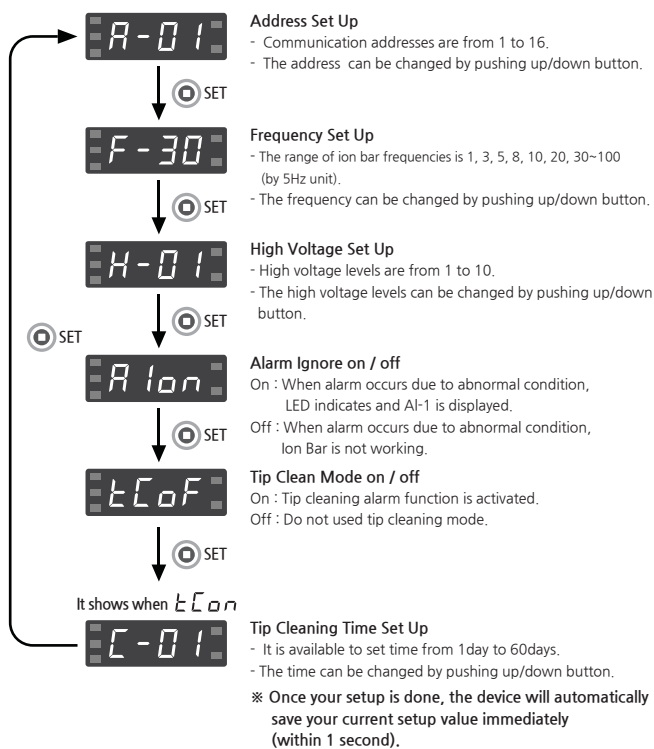 A-01
Address Set Up
- Communication addresses are from 1 to 16.
- The address can be changed by pushing up/down button.
SET
F-30
Frequency Set Up
- The range of ion bar frequencies is 1, 3, 5, 8, 10, 20, 30~100
(by 5Hz unit).
- The frequency can be changed by pushing up/down button.
SET
H-01
High Voltage Set Up
- High voltage levels are from 1 to 10.
- The high voltage levels can be changed by pushing up/down
button.
SET
SET
A1on
Alarm Ignore on / off
On : When alarm occurs due to abnormal condition,
LED indicates and Al-1 is displayed.
Off : When alarm occurs due to abnormal condition,
Ion Bar is not working.
SET
tCoF
Tip Clean Mode on / off
On : Tip cleaning alarm function is activated.
Off : Do not used tip cleaning mode.
SET
It shows when tCon
C-01
Tip Cleaning Time Set Up
- It is available to set time from 1day to 60days.
- The time can be changed by pushing up/down button.
※ Once your setup is done, the device will automatically
save your current setup value immediately
(within 1 second).